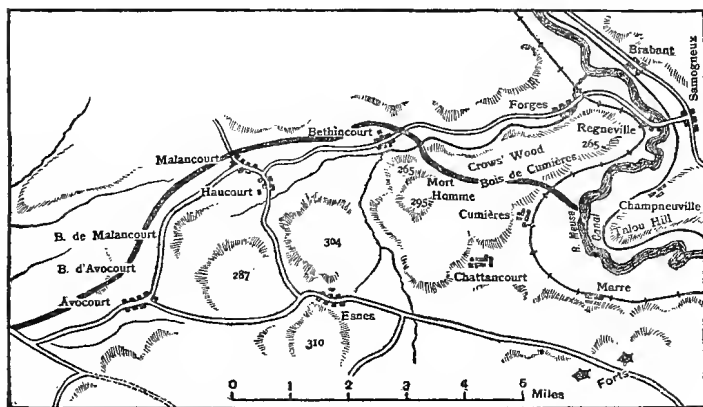 Brabant
Samogneux
Forges
Bethincourt
Regneville
265
Malancourt
Crows' Wood
Bois de Cumières
Haucourt
265
Mort
Homme
295
Champneuville
Talou Hill
Cumières
R. Meuse
Canal
B. de Malancourt
304
B. d'Avocourt
287
Chattancourt
Avocourt
Marre
Esnes
310
Forts
0 1 2 3 4 5
Miles